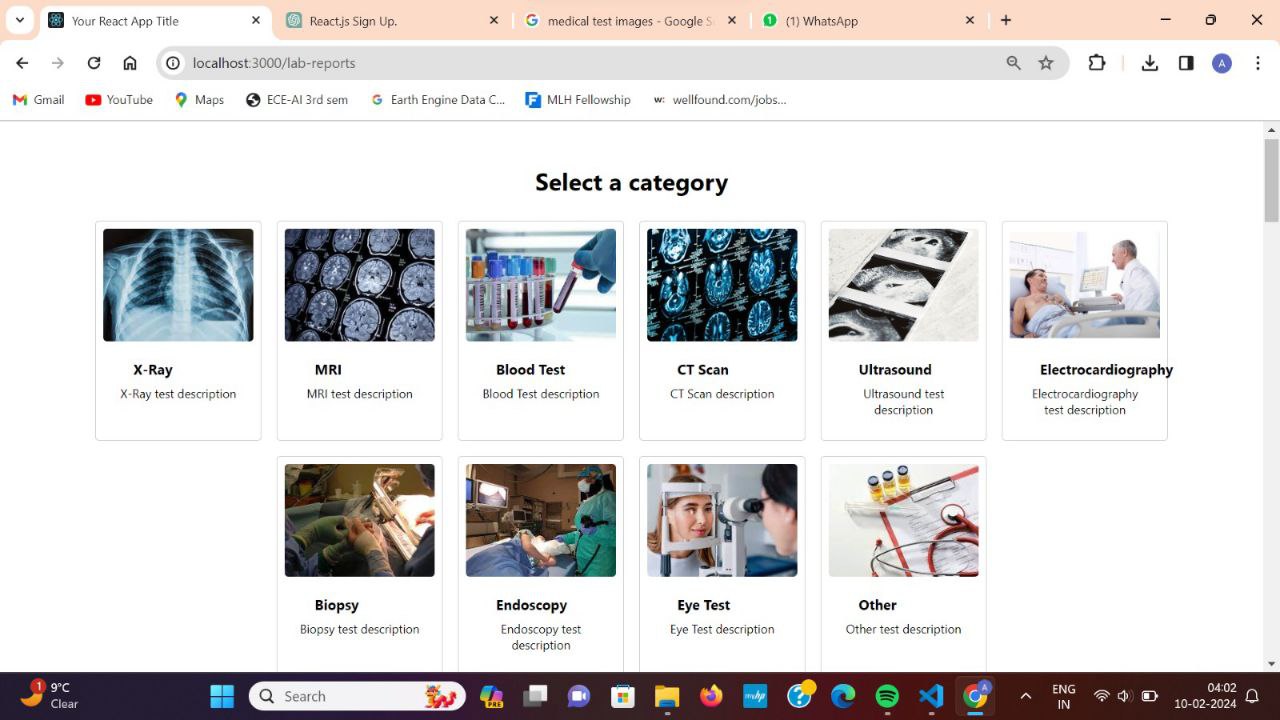 Your React App Title
React.js Sign Up.
medical test images - Google S
(1) WhatsApp
localhost:3000/lab-reports
A
Gmail
YouTube
Maps
ECE-AI 3rd sem
Earth Engine Data C...
MLH Fellowship
w:
wellfound.com/jobs...
Select a category
X-Ray
MRI
Blood Test
CT Scan
Ultrasound
Electrocardiography
X-Ray test description
MRI test description
Blood Test description
CT Scan description
Ultrasound test
description
Electrocardiography
test description
Biopsy
Endoscopy
Eye Test
Other
Biopsy test description
Endoscopy test
description
Eye Test description
Other test description
1
9°C
Clear
Search
PRE
myhp
A
ENG
IN
04:02
10-02-2024